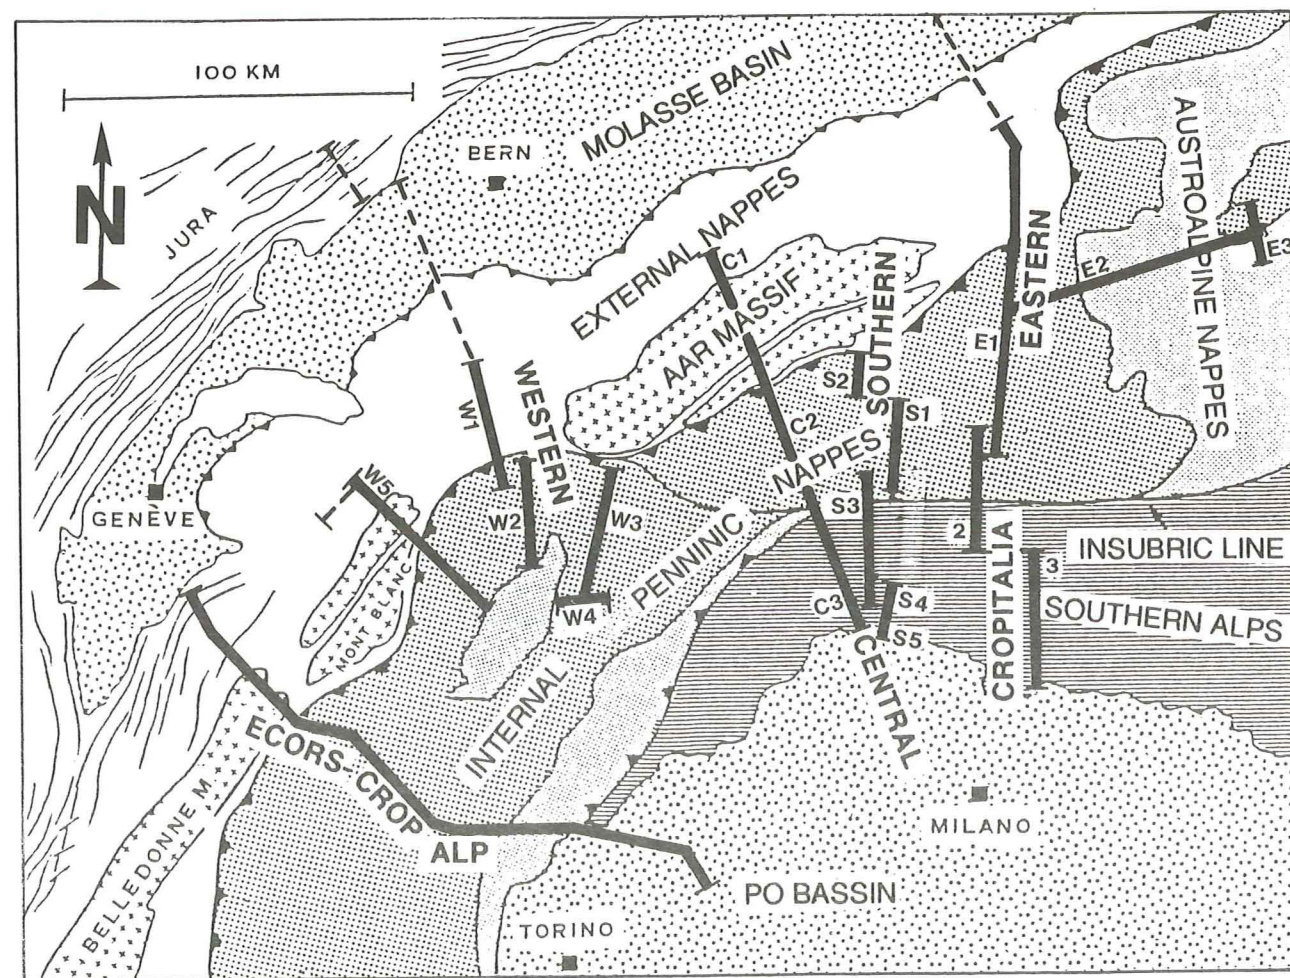 100 KM
N
JURA
BERN
MOLASSE BASIN
EXTERNAL NAPPES
AAR MASSIF
AUSTROALPINE NAPPES
EASTERN
SOUTHERN
WESTERN
C1
C2
C3
E1
E2
E3
S1
S2
S3
S4
S5
W1
W2
W3
W4
W5
GENÈVE
MONT BLANC
INTERNAL PENNINIC NAPPES
2
3
CROPITALIA
INSUBRIC LINE
SOUTHERN ALPS
CENTRAL
ECORS-CROP
ALP
BELLEDONNE M.
MILANO
PO BASSIN
TORINO